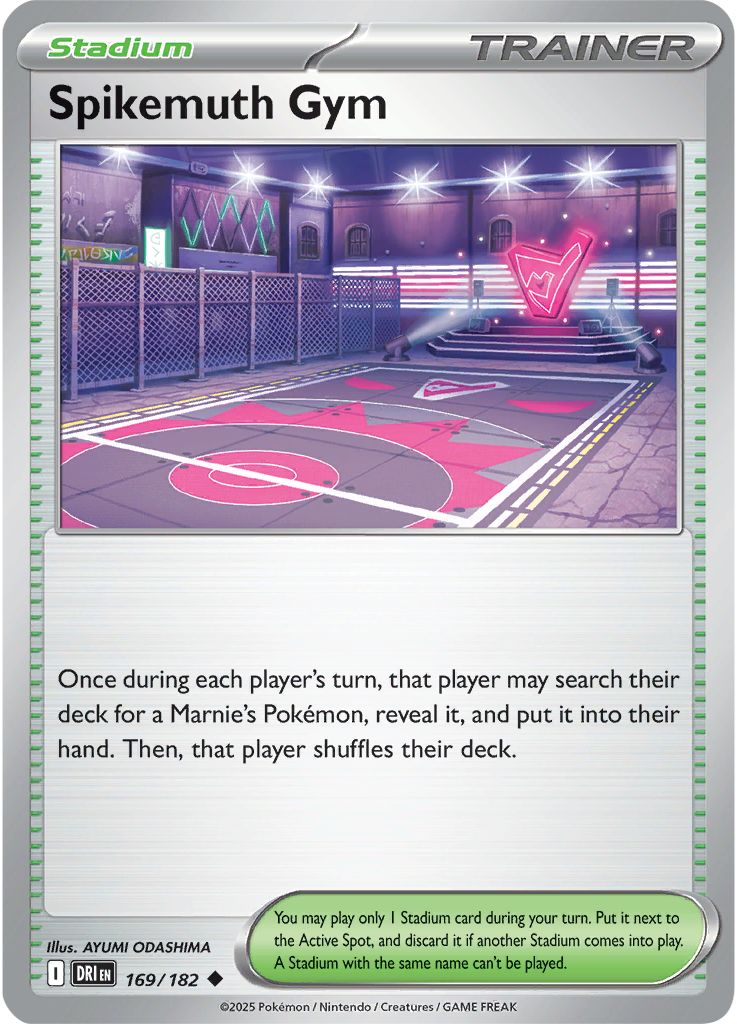 Stadium
TRAINER
Spikemuth Gym
Once during each player's turn, that player may search their
deck for a Marnie's Pokémon, reveal it, and put it into their
hand. Then, that player shuffles their deck.
You may play only 1 Stadium card during your turn. Put it next to
the Active Spot, and discard it if another Stadium comes into play.
A Stadium with the same name can't be played.
Illus. AYUMI ODASHIMA
I DRI EN 169/182
©2025 Pokémon / Nintendo / Creatures / GAME FREAK